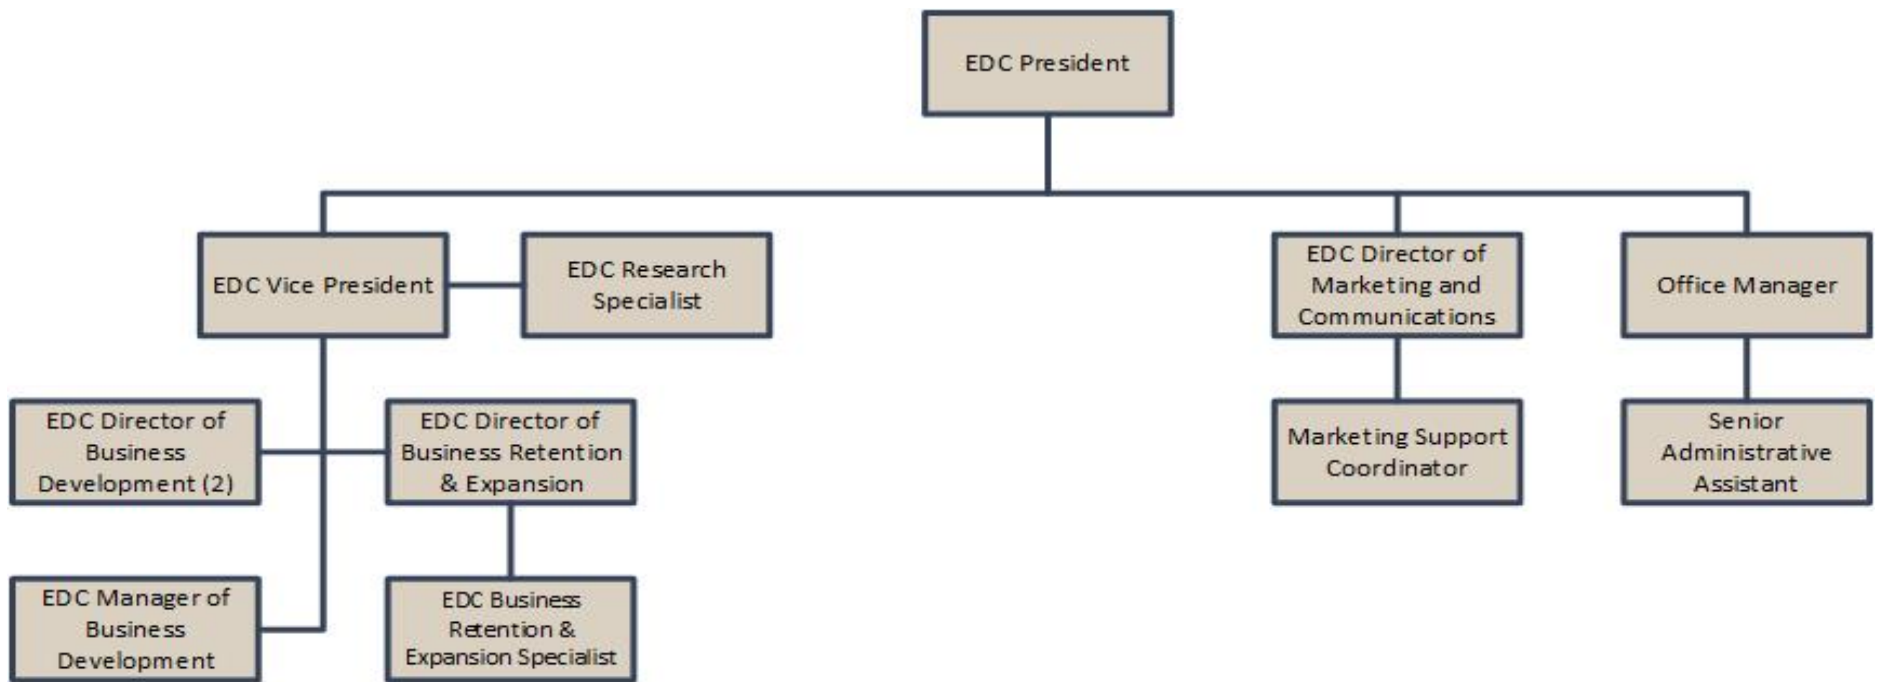 EDC President
EDC Vice President
EDC Research
Specialist
EDC Director of
Marketing and
Communications
Office Manager
EDC Director of
Business
Development (2)
EDC Director of
Business Retention
& Expansion
Marketing Support
Coordinator
Senior
Administrative
Assistant
EDC Manager of
Business
Development
EDC Business
Retention &
Expansion Specialist